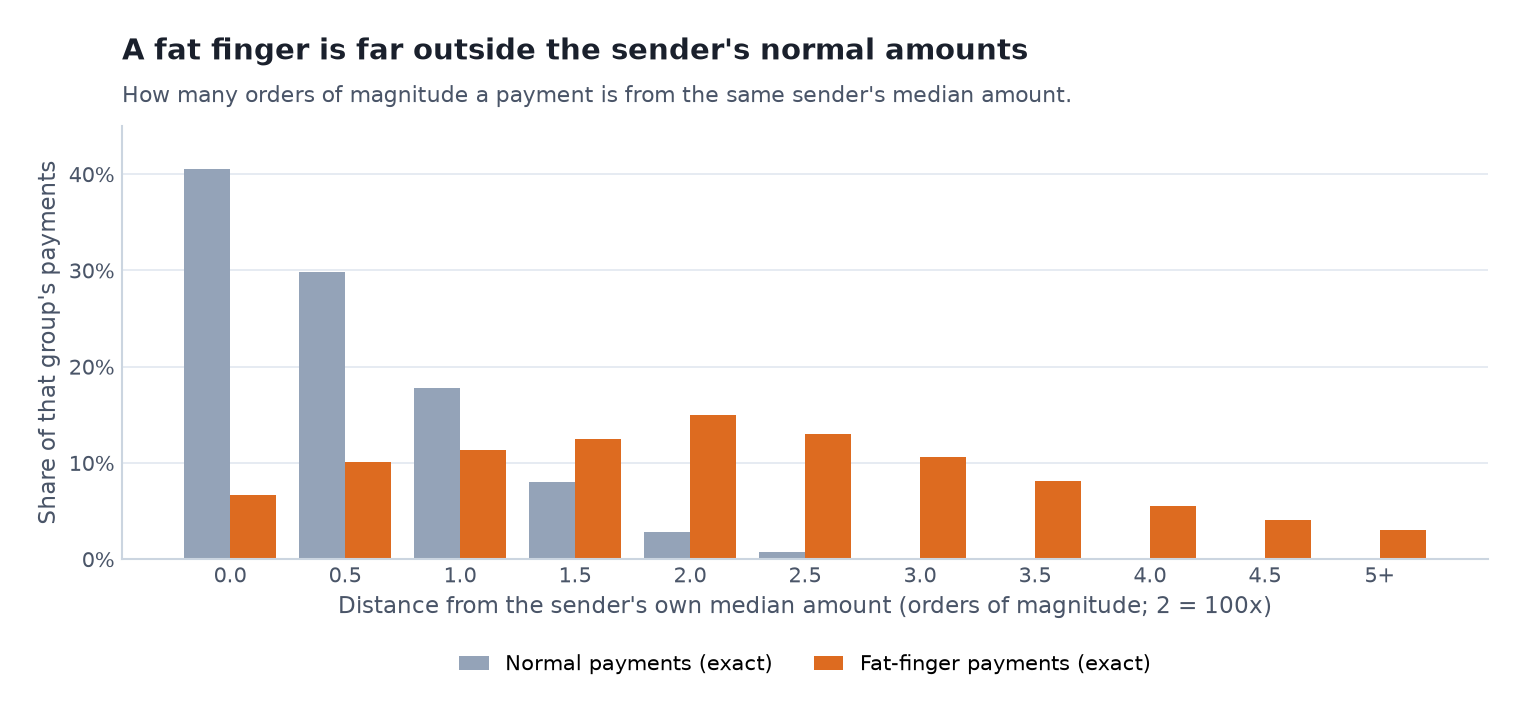 A fat finger is far outside the sender's normal amounts
How many orders of magnitude a payment is from the same sender's median amount.
Share of that group's payments
40%
30%
20%
10%
0%
0.0 0.5 1.0 1.5 2.0 2.5 3.0 3.5 4.0 4.5 5+
Distance from the sender's own median amount (orders of magnitude; 2 = 100x)
Normal payments (exact) Fat-finger payments (exact)